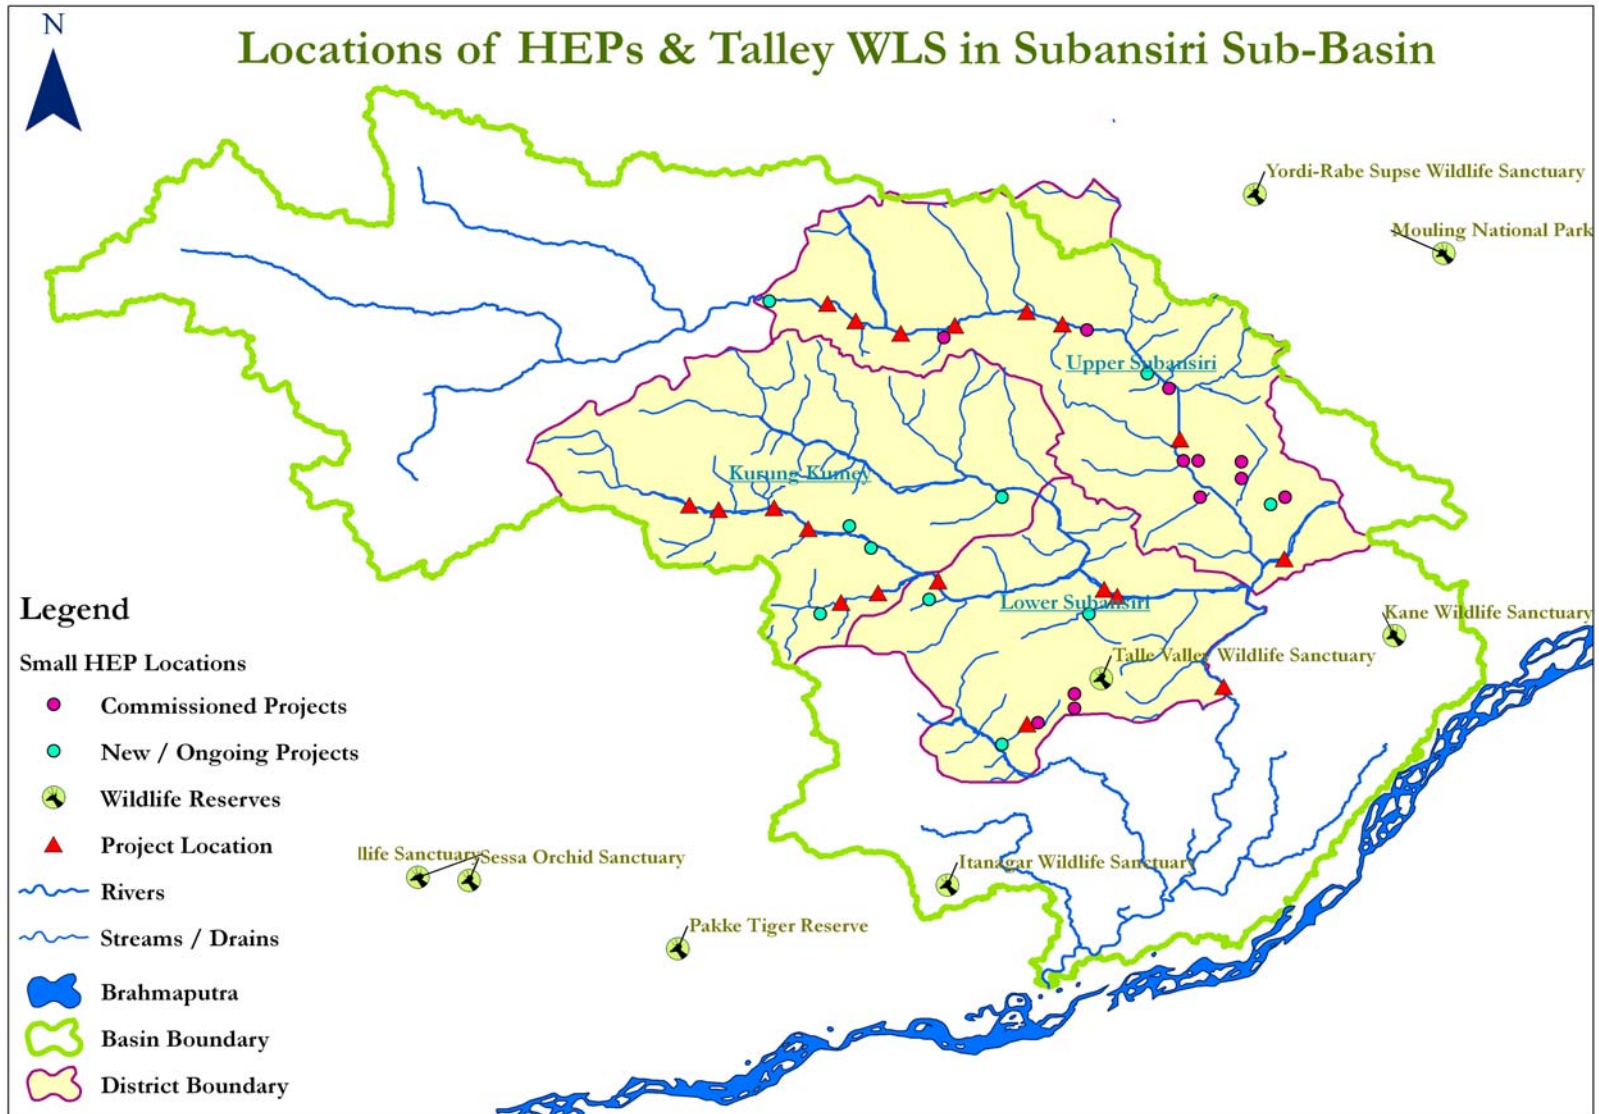 N
Locations of HEPs & Talley WLS in Subansiri Sub-Basin
Yordi-Rabe Supse Wildlife Sanctuary
Mouling National Park
Upper Subansiri
Kurung Kumey
Lower Subansiri
Kane Wildlife Sanctuary
Talle Valley Wildlife Sanctuary
llife Sanctuary
Sessa Orchid Sanctuary
Itanagar Wildlife Sanctuary
Pakke Tiger Reserve
Legend
Small HEP Locations
Commissioned Projects
New / Ongoing Projects
Wildlife Reserves
Project Location
Rivers
Streams / Drains
Brahmaputra
Basin Boundary
District Boundary